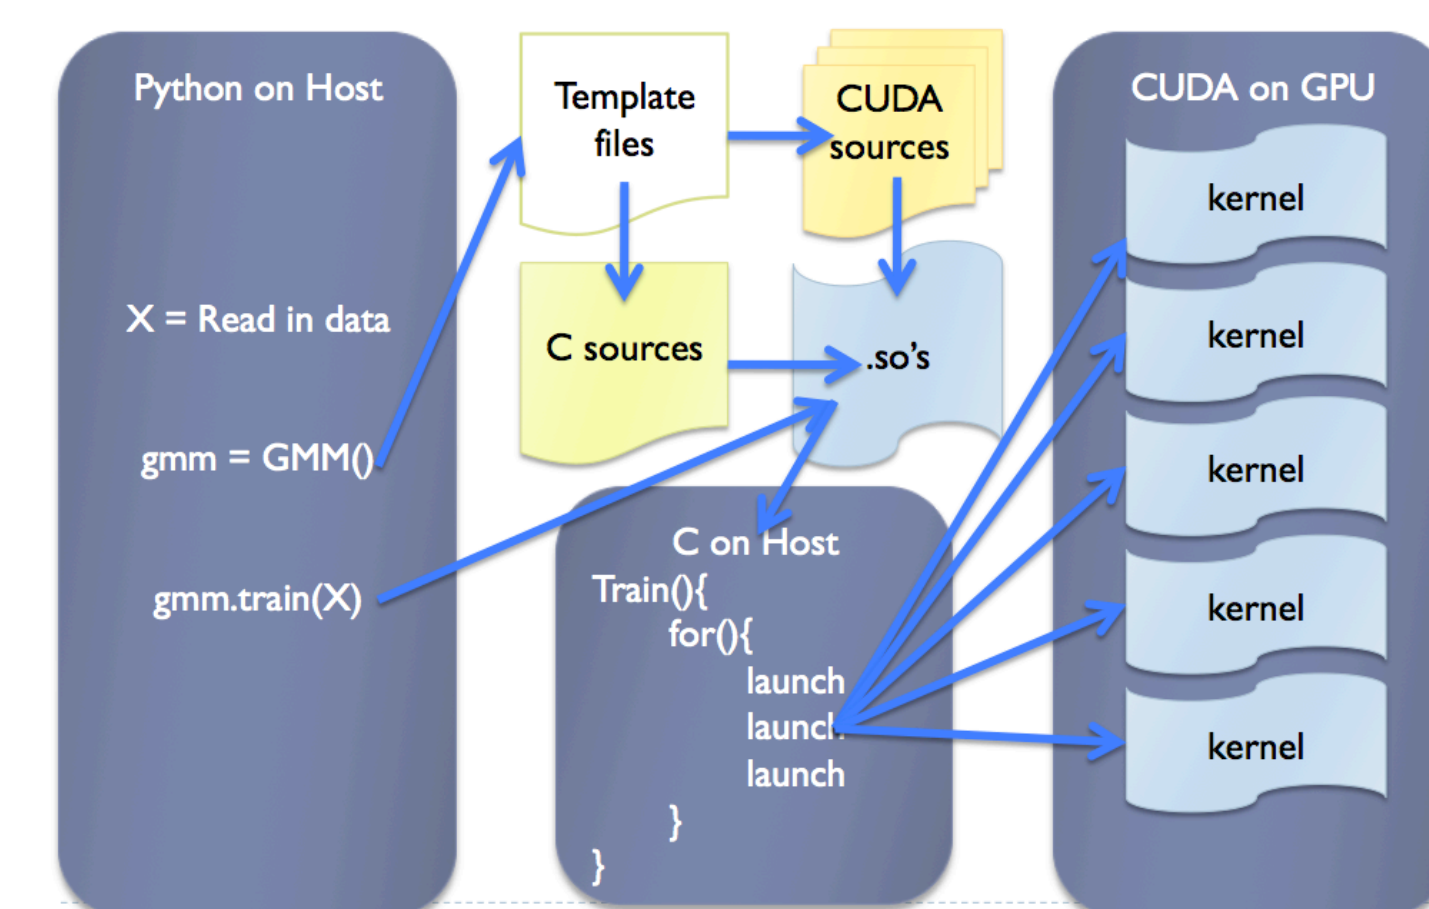 Python on Host
X = Read in data
gmm = GMM()
gmm.train(X)
Template
files
CUDA
sources
C sources
.so's
C on Host
Train(){
for(){
launch
launch
launch
}
}
CUDA on GPU
kernel
kernel
kernel
kernel
kernel